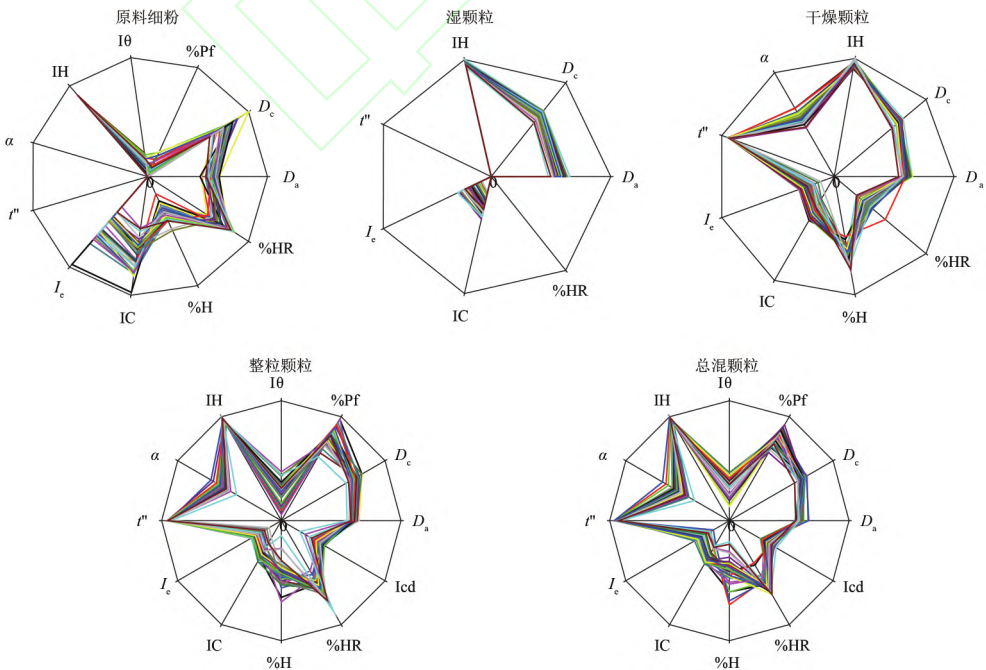 原料细粉
Iθ
%Pf
IH
Dc
α
0
Da
t"
%HR
Ie
%H
IC
湿颗粒
IH
Dc
t"
0
Da
Ie
%HR
IC
干燥颗粒
IH
α
Dc
t"
0
Da
Ie
%HR
IC
%H
整粒颗粒
Iθ
IH
%Pf
α
Dc
t"
0
Da
Ie
Icd
IC
%HR
%H
总混颗粒
Iθ
IH
%Pf
α
Dc
t"
0
Da
Ie
Icd
IC
%HR
%H